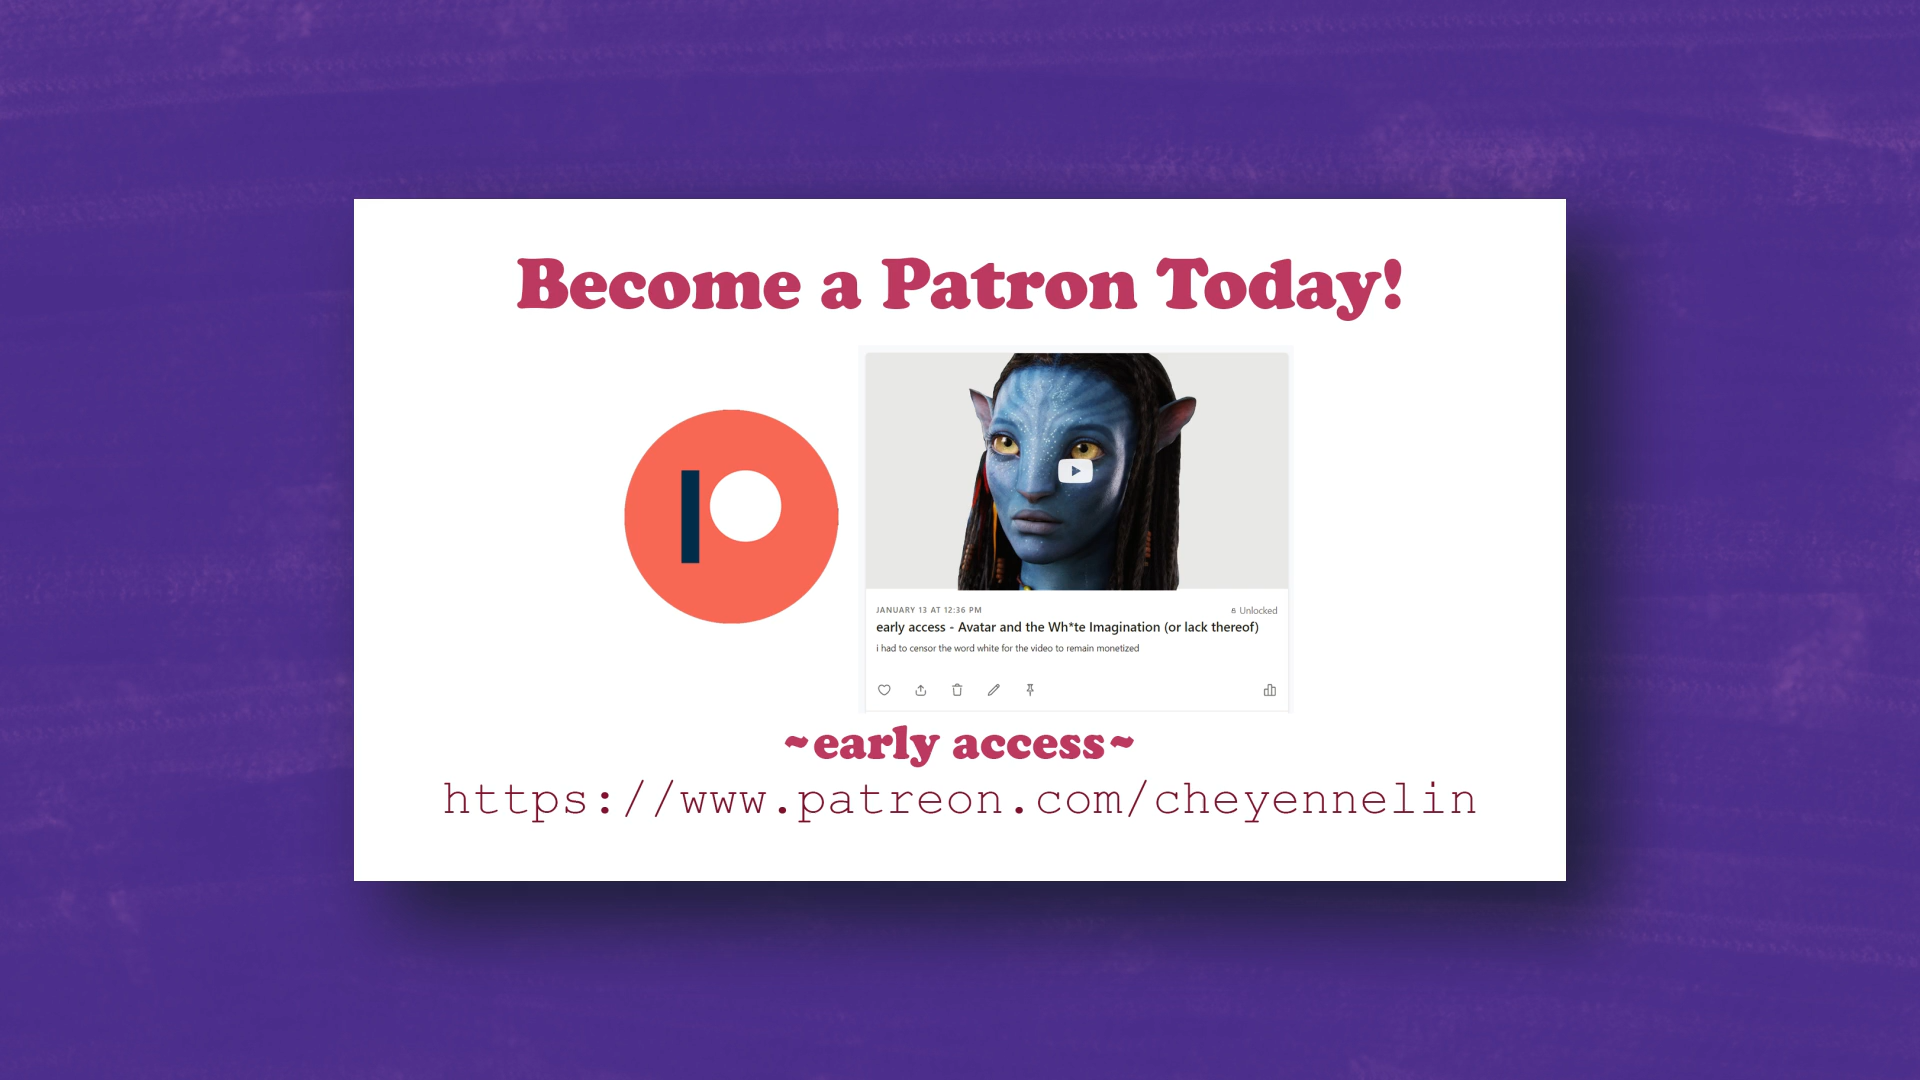 Become a Patron Today!
JANUARY 13 AT 12:36 PM
Unlocked
early access - Avatar and the Wh*te Imagination (or lack thereof)
i had to censor the word white for the video to remain monetized
~early access~
https://www.patreon.com/cheyennelin